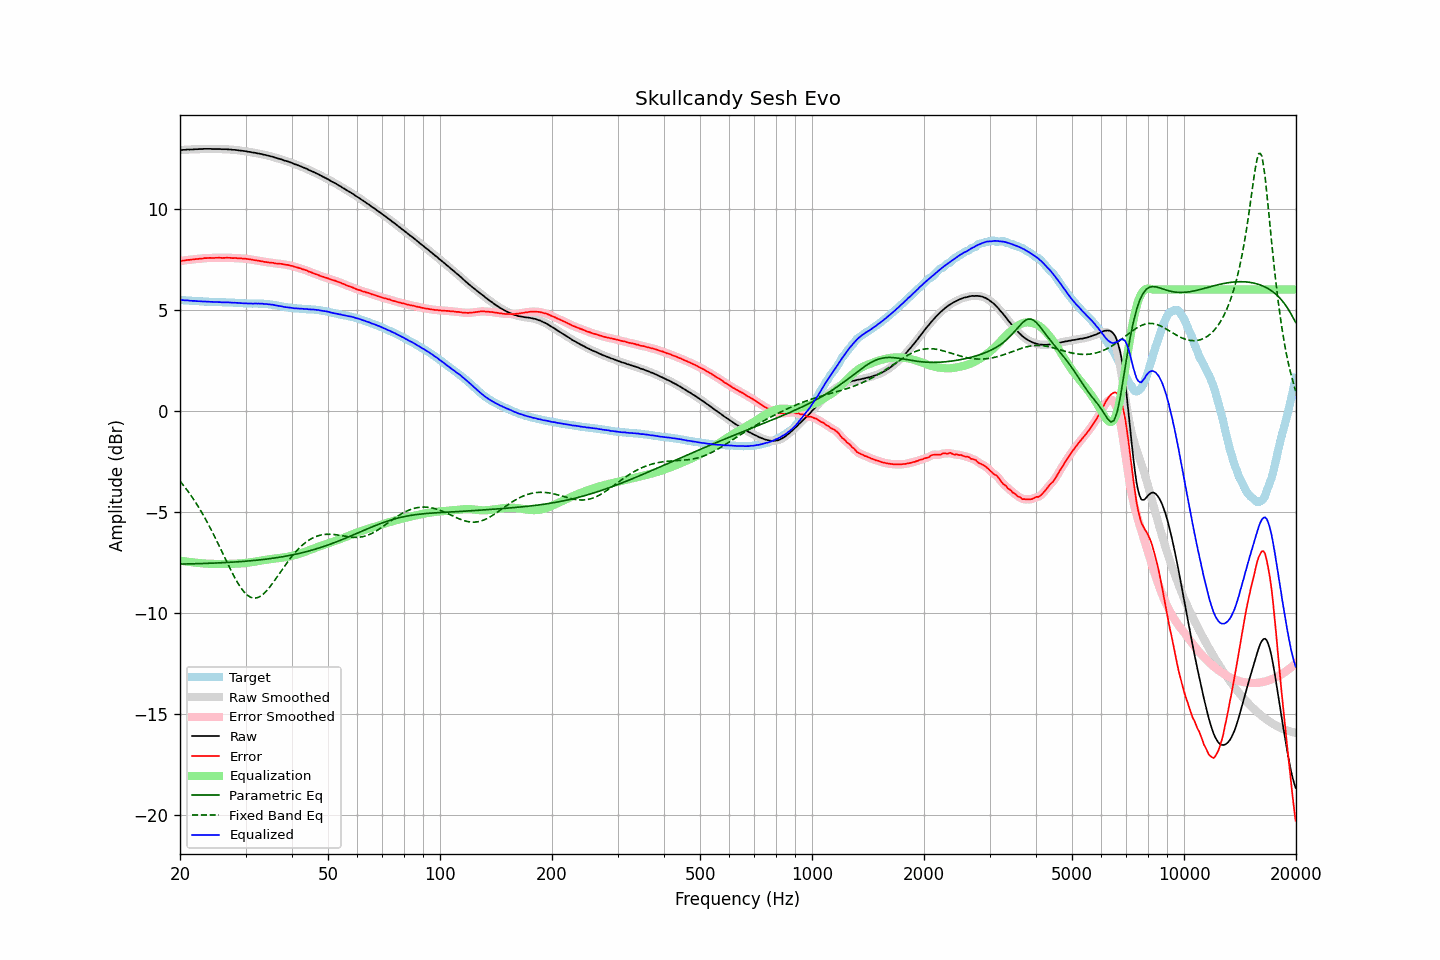 Skullcandy Sesh Evo
Amplitude (dBr)
10
5
0
−5
−10
−15
−20
Target
Raw Smoothed
Error Smoothed
Raw
Error
Equalization
Parametric Eq
Fixed Band Eq
Equalized
20 50 100 200 500 1000 2000 5000 10000 20000
Frequency (Hz)